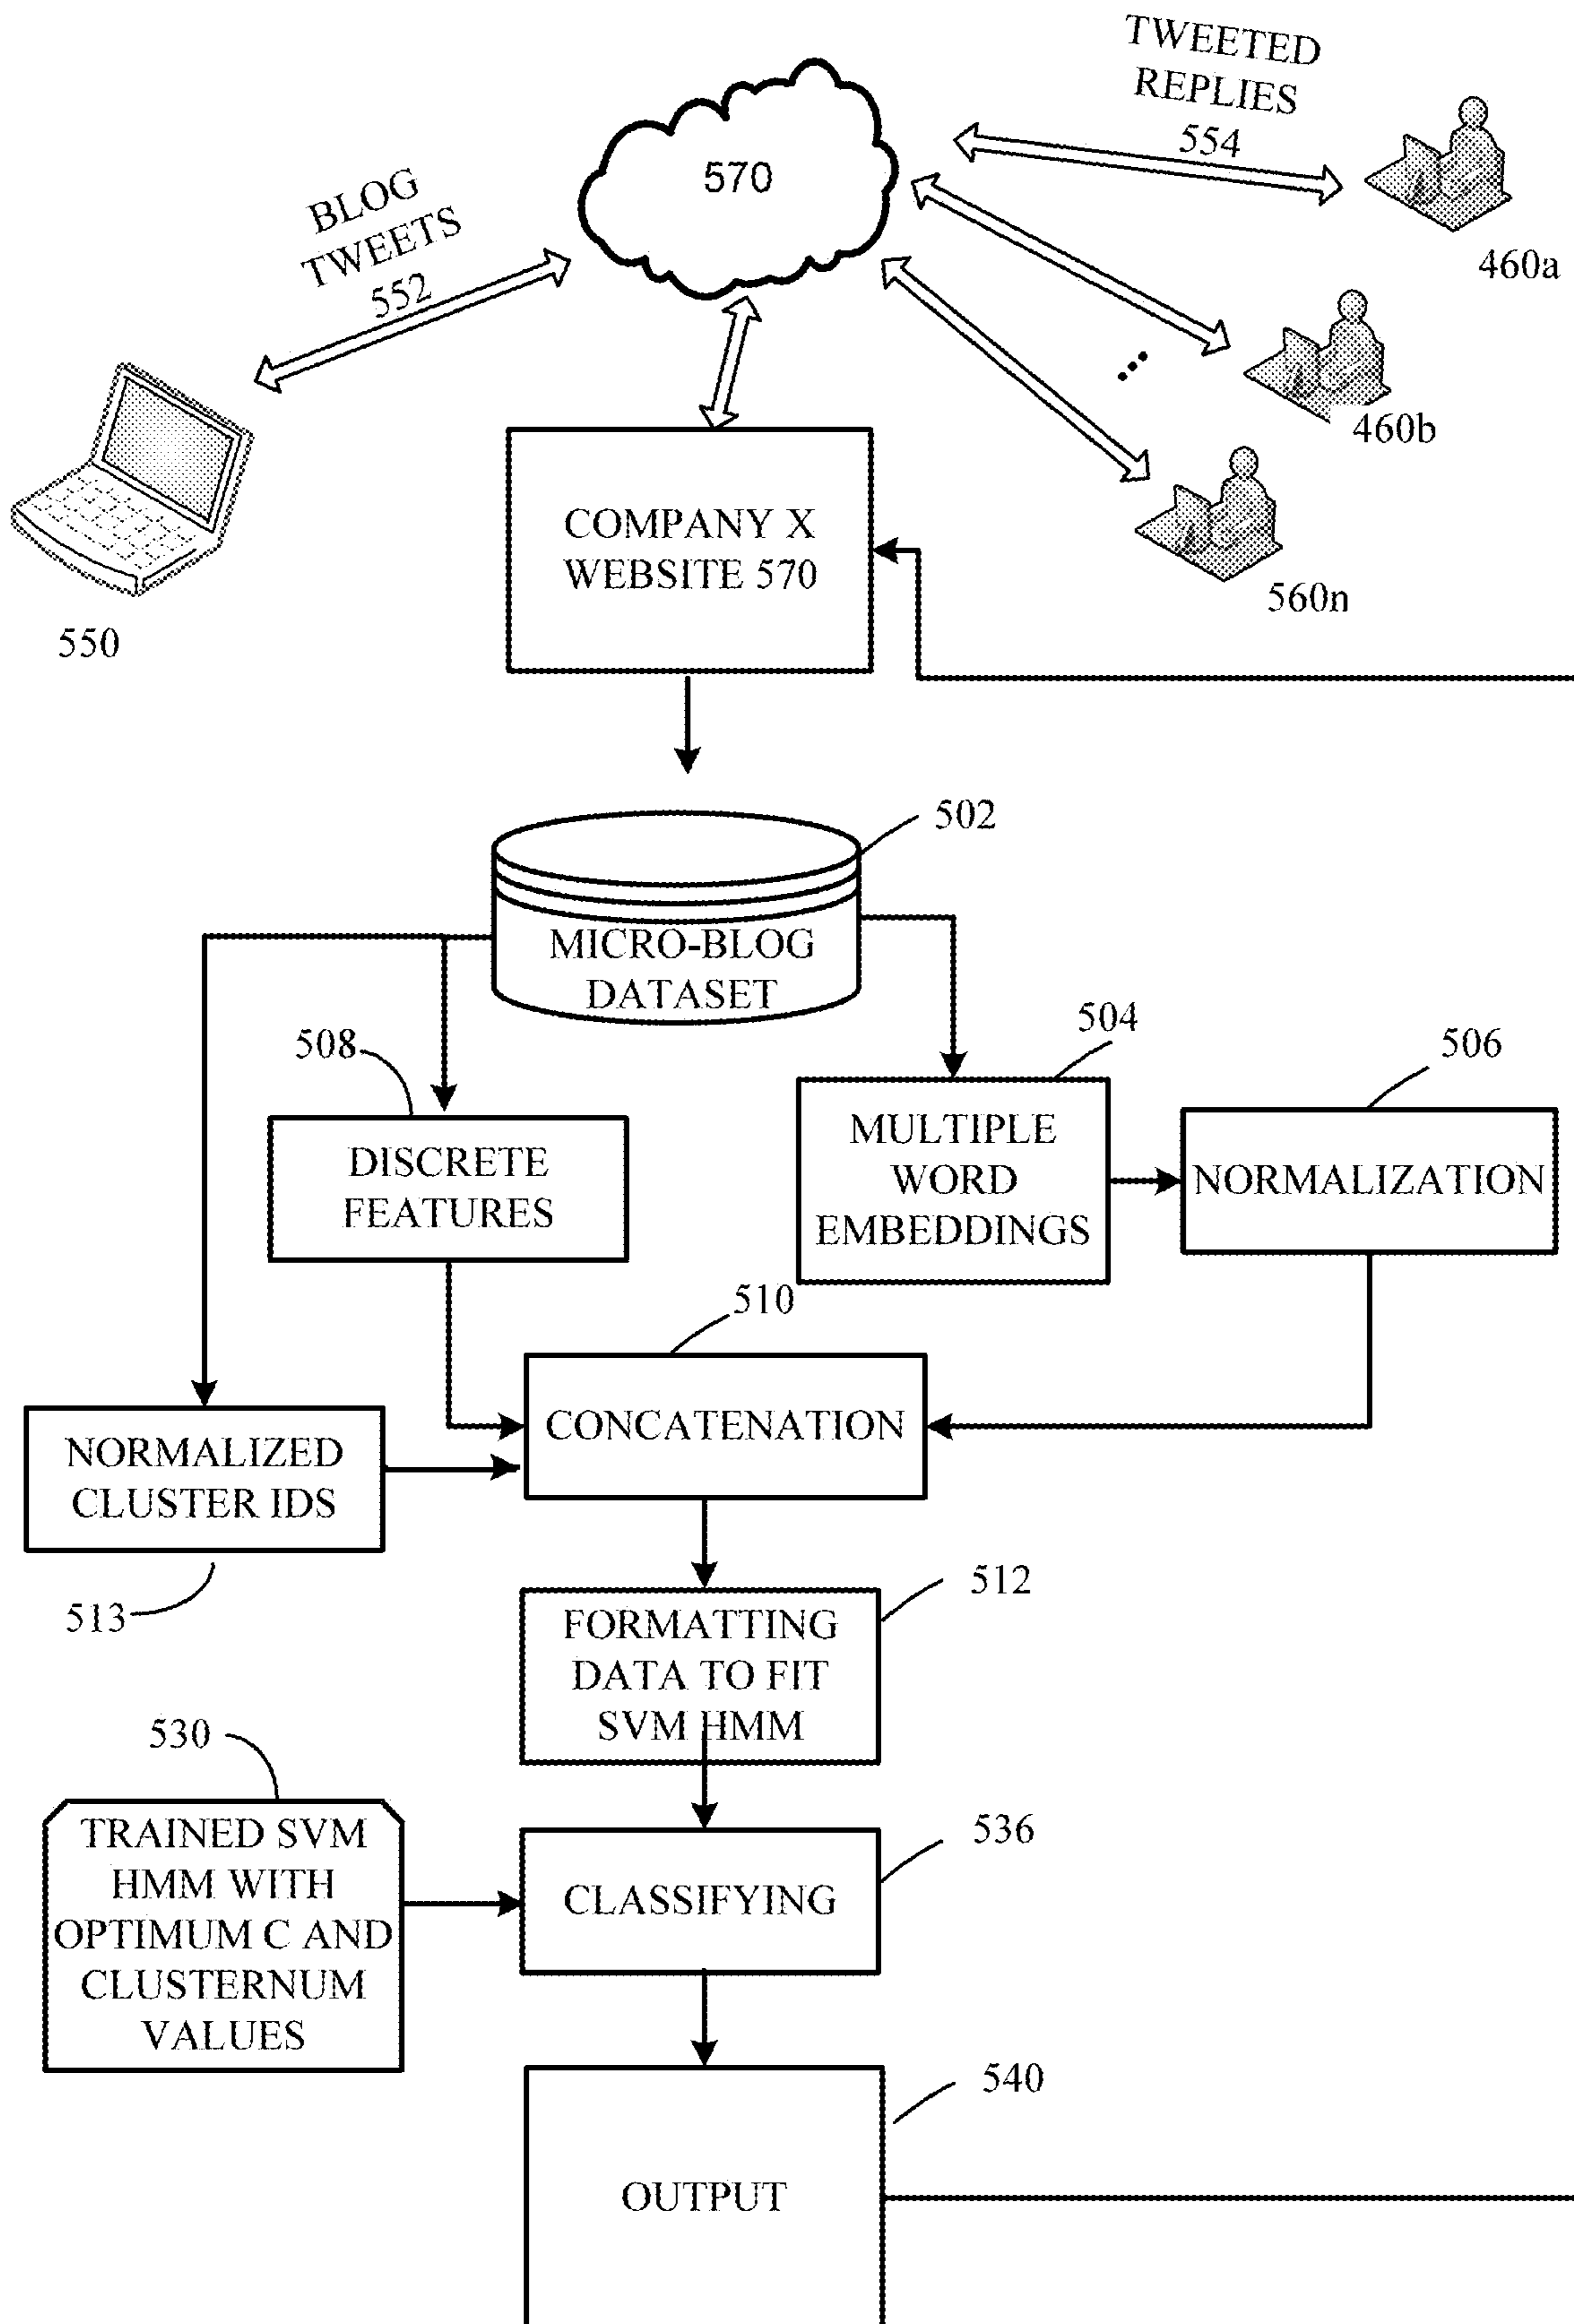 TWEETED
REPLIES
554
570
BLOG
TWEETS
552
460a
460b
560n
550
COMPANY X
WEBSITE 570
502
MICRO-BLOG
DATASET
508
504
506
DISCRETE
FEATURES
MULTIPLE
WORD
EMBEDDINGS
NORMALIZATION
510
CONCATENATION
NORMALIZED
CLUSTER IDS
513
512
FORMATTING
DATA TO FIT
SVM HMM
530
TRAINED SVM
HMM WITH
OPTIMUM C AND
CLUSTERNUM
VALUES
536
CLASSIFYING
540
OUTPUT